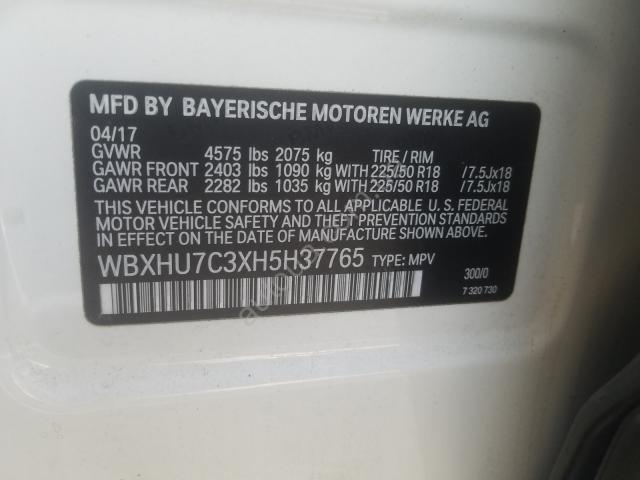 MFD BY BAYERISCHE MOTOREN WERKE AG
04/17
GVWR 4575 lbs 2075 kg TIRE / RIM
GAWR FRONT 2403 lbs 1090 kg WITH 225/50 R18 /7.5Jx18
GAWR REAR 2282 lbs 1035 kg WITH 225/50 R18 /7.5Jx18
THIS VEHICLE CONFORMS TO ALL APPLICABLE U. S. FEDERAL
MOTOR VEHICLE SAFETY AND THEFT PREVENTION STANDARDS
IN EFFECT ON THE DATE OF MANUFACTURE SHOWN ABOVE.
WBXHU7C3XH5H37765 TYPE: MPV
300/0
7 320 730